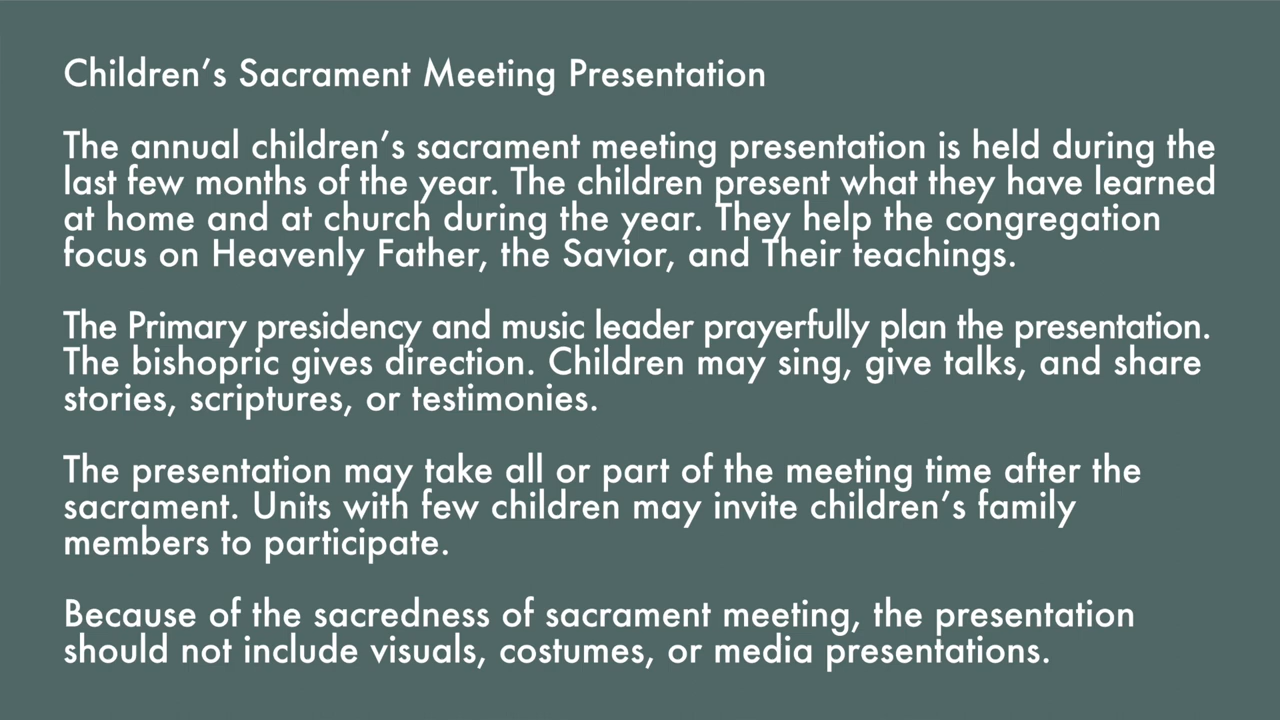 Children’s Sacrament Meeting Presentation
The annual children’s sacrament meeting presentation is held during the
last few months of the year. The children present what they have learned
at home and at church during the year. They help the congregation
focus on Heavenly Father, the Savior, and Their teachings.
The Primary presidency and music leader prayerfully plan the presentation.
The bishopric gives direction. Children may sing, give talks, and share
stories, scriptures, or testimonies.
The presentation may take all or part of the meeting time after the
sacrament. Units with few children may invite children’s family
members to participate.
Because of the sacredness of sacrament meeting, the presentation
should not include visuals, costumes, or media presentations.